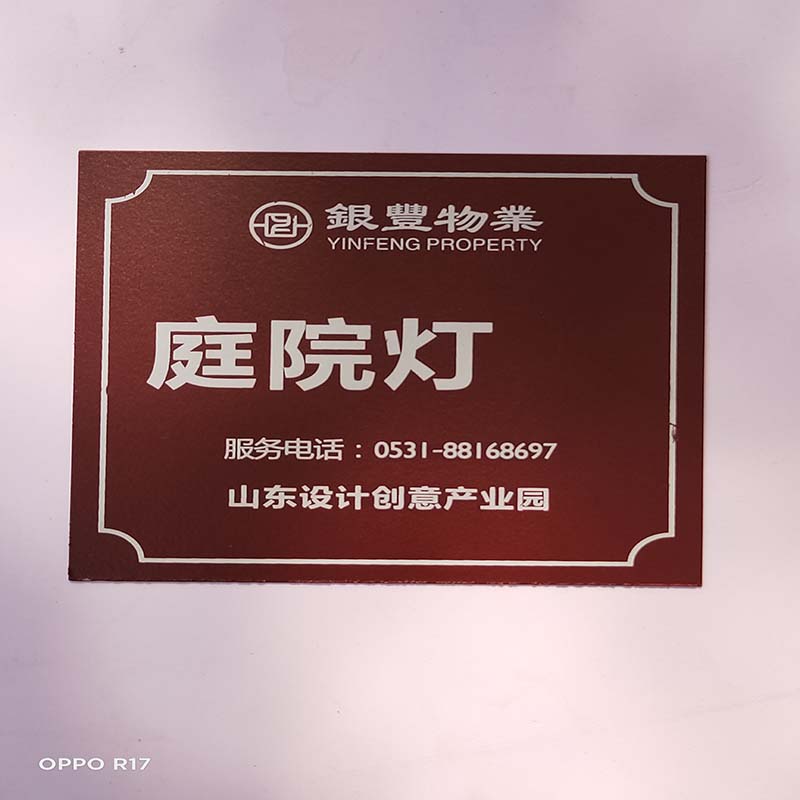 銀豐物業
YINFENG PROPERTY
庭院灯
服务电话：0531-88168697
山东设计创意产业园
OPPO R17